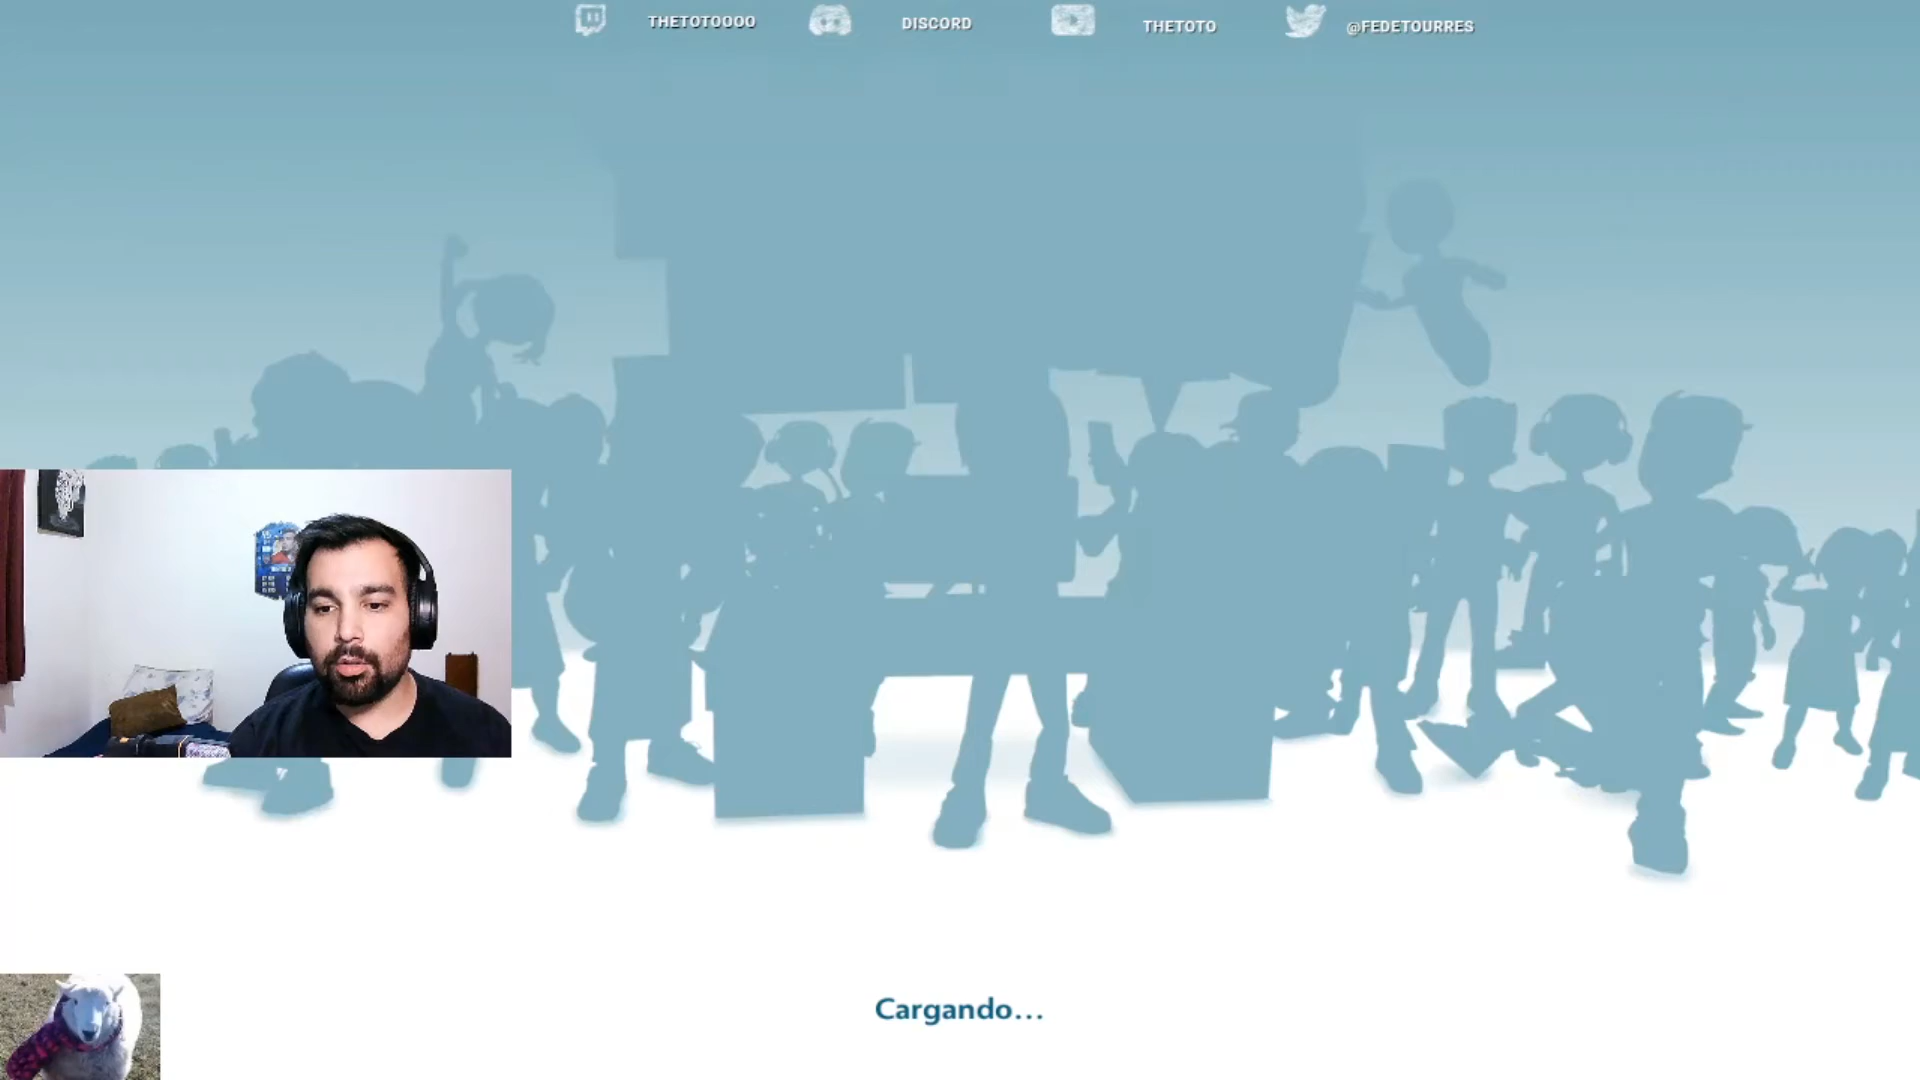 THETOTOOOO
DISCORD
THETOTO
@FEDETOURRES
Cargando...